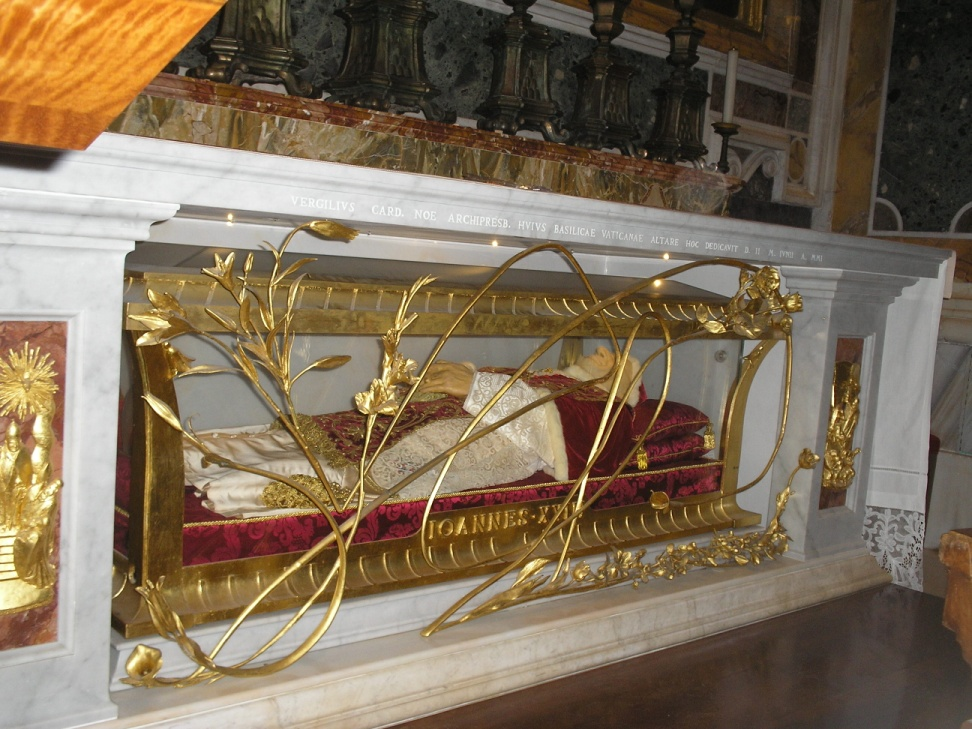 VERGILIVS CARD. NOE ARCHIPRESB. HVIVS BASILICAE VATICANAE ALTARE HOC DEDICAVIT D. II M. IVNII A. MMI
IOANNES·XXIII